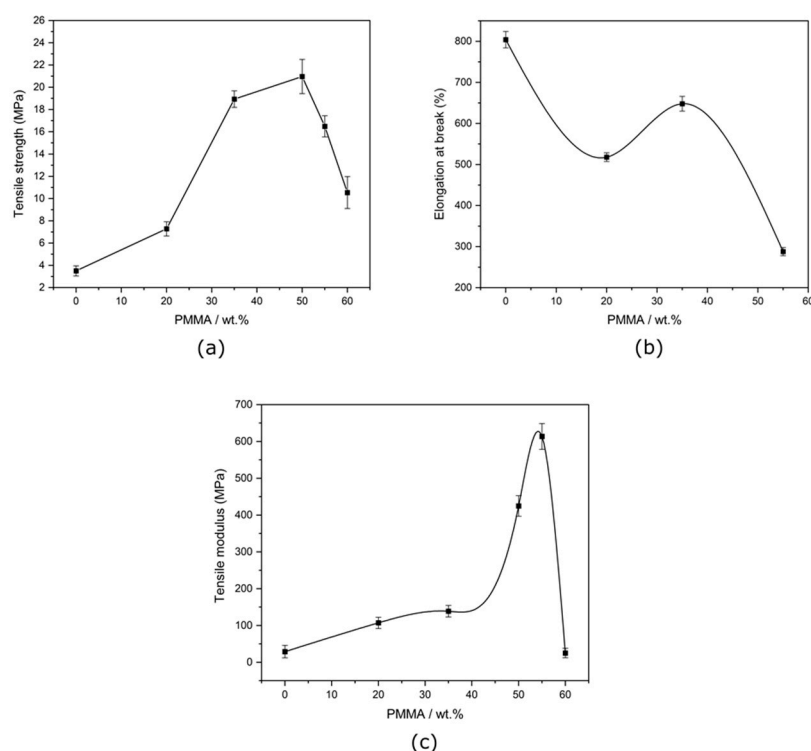 26
24
22
20
18
16
14
12
10
8
6
4
2
Tensile strength (MPa)
0 10 20 30 40 50 60
PMMA / wt.%
(a)
800
700
600
500
400
300
200
Elongation at break (%)
0 10 20 30 40 50 60
PMMA / wt.%
(b)
700
600
500
400
300
200
100
0
Tensile modulus (MPa)
0 10 20 30 40 50 60
PMMA / wt.%
(c)